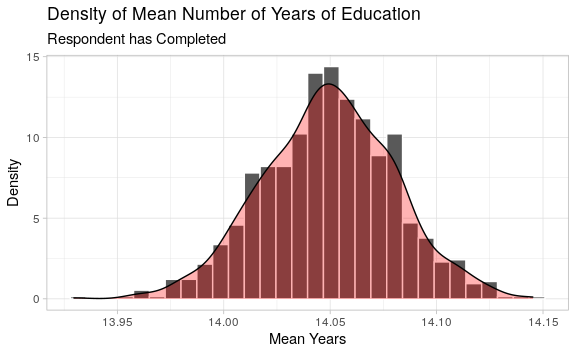 Density of Mean Number of Years of Education
Respondent has Completed
15
10
5
0
Density
13.95 14.00 14.05 14.10 14.15
Mean Years